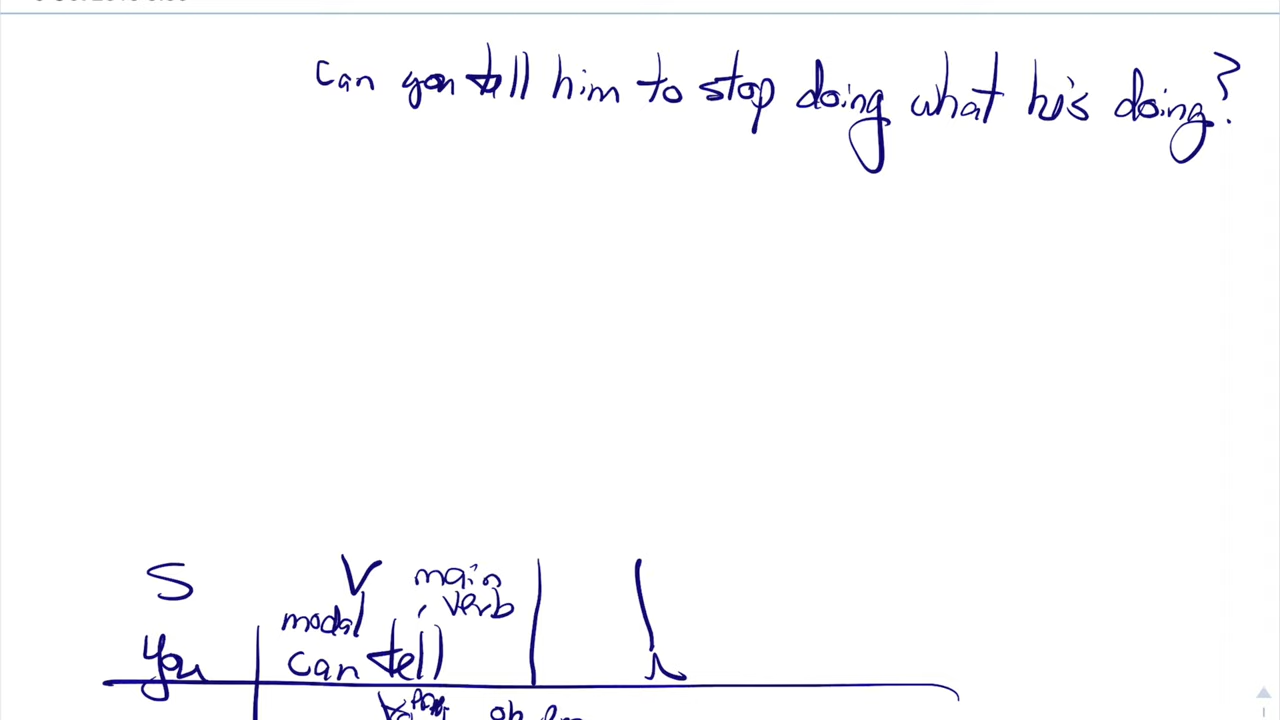 can you tell him to stop doing what he's doing?
S V main
modal verb
you can tell